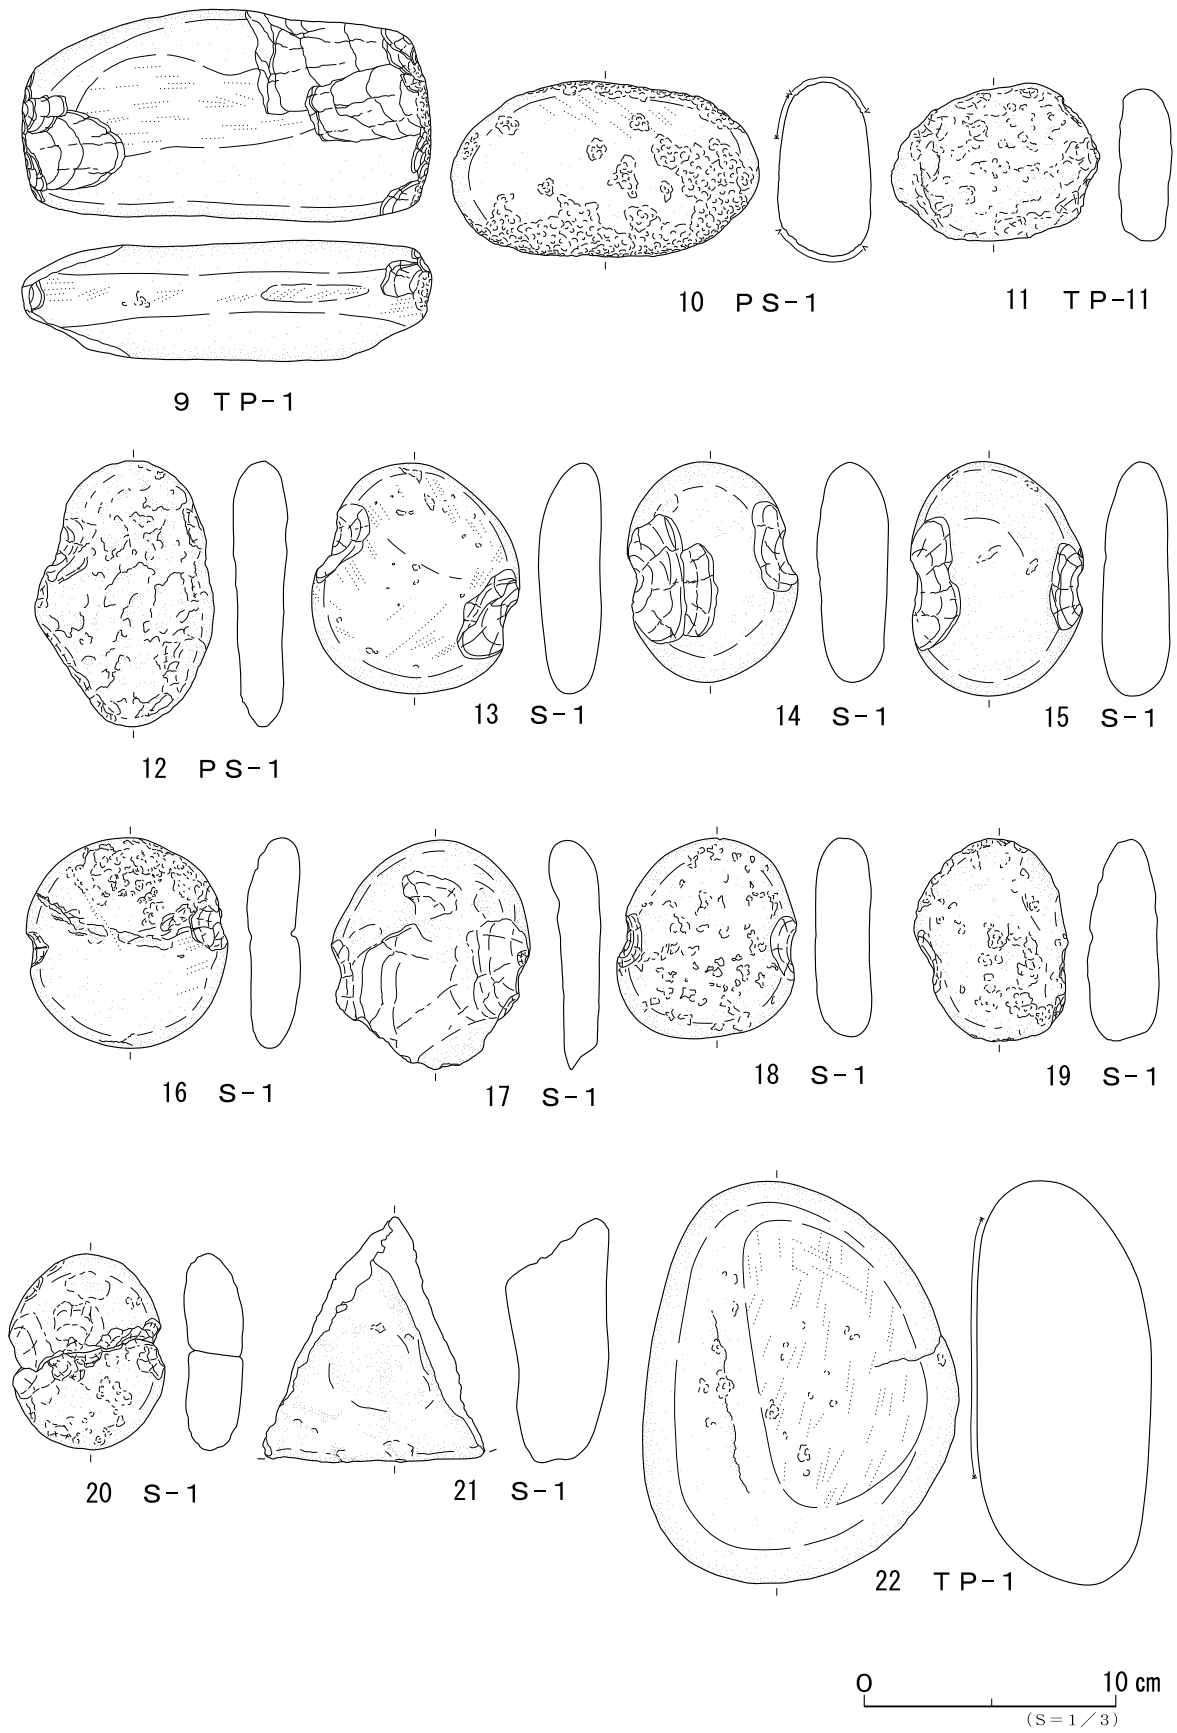 10 PS-1
11 TP-11
9 TP-1
13 S-1
14 S-1
15 S-1
12 PS-1
16 S-1
17 S-1
18 S-1
19 S-1
20 S-1
21 S-1
22 TP-1
0 10 cm
(S=1/3)